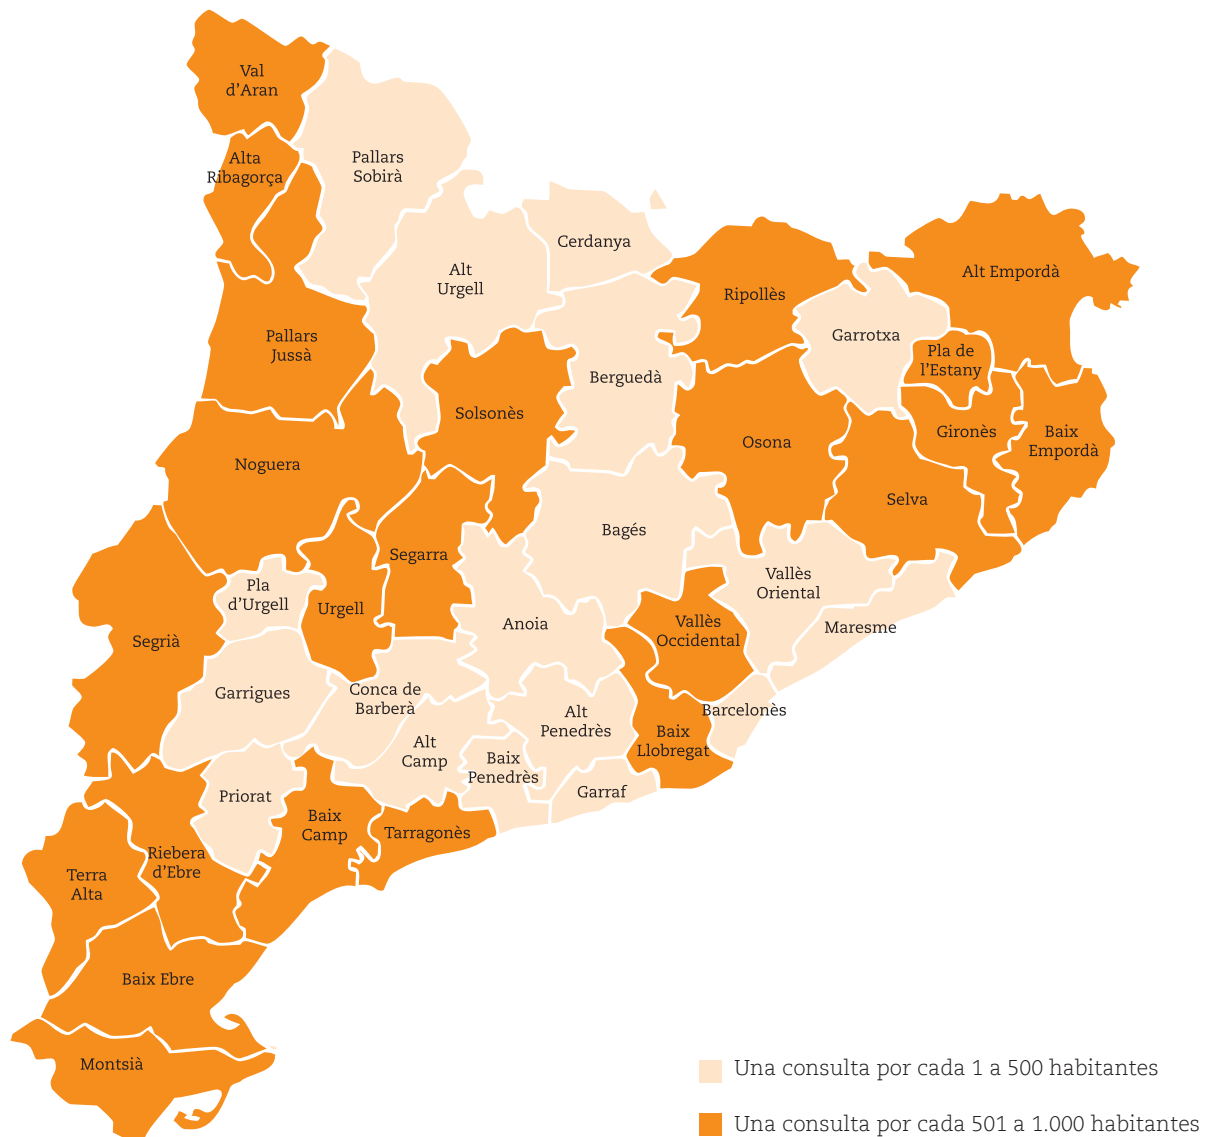 Val
d’Aran
Alta
Ribagorça
Pallars
Sobirà
Cerdanya
Alt
Urgell
Alt Empordà
Ripollès
Garrotxa
Pallars
Jussà
Pla de
l’Estany
Berguedà
Solsonès
Osona
Gironès
Baix
Empordà
Noguera
Selva
Bagés
Segarra
Vallès
Oriental
Pla
d’Urgell
Urgell
Anoia
Vallès
Occidental
Maresme
Segrià
Garrigues
Conca de
Barberà
Barcelonès
Alt
Penedrès
Baix
Llobregat
Alt
Camp
Baix
Penedrès
Garraf
Priorat
Baix
Camp
Tarragonès
Riebera
d’Ebre
Terra
Alta
Baix Ebre
Montsià
Una consulta por cada 1 a 500 habitantes
Una consulta por cada 501 a 1.000 habitantes